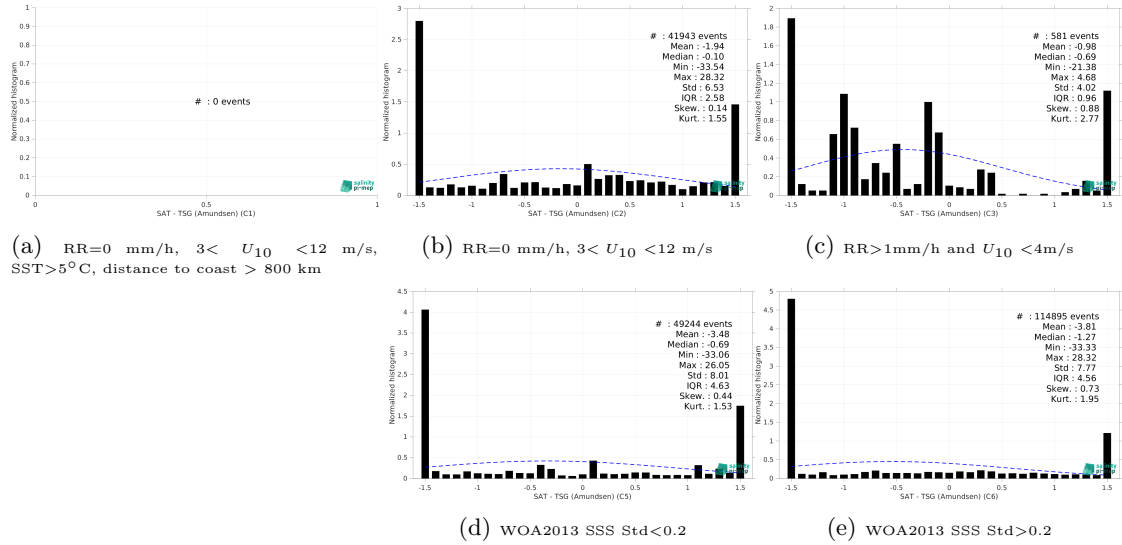 1
0.9
0.8
0.7
0.6
0.5
0.4
0.3
0.2
0.1
0
Normalized histogram
# : 0 events
0 0.5 1
SAT - TSG (Amundsen) (C1)
salinity
pi-mep
(a) RR=0 mm/h, 3< U10 <12 m/s,
SST>5°C, distance to coast > 800 km
3
2.5
2
1.5
1
0.5
0
Normalized histogram
# : 41943 events
Mean : -1.94
Median : -0.10
Min : -33.54
Max : 28.32
Std : 6.53
IQR : 2.58
Skew. : 0.14
Kurt. : 1.55
-1.5 -1 -0.5 0 0.5 1 1.5
SAT - TSG (Amundsen) (C2)
salinity
pi-mep
(b) RR=0 mm/h, 3< U10 <12 m/s
2
1.8
1.6
1.4
1.2
1
0.8
0.6
0.4
0.2
0
Normalized histogram
# : 581 events
Mean : -0.98
Median : -0.69
Min : -21.38
Max : 4.68
Std : 4.02
IQR : 0.96
Skew. : 0.88
Kurt. : 2.77
-1.5 -1 -0.5 0 0.5 1 1.5
SAT - TSG (Amundsen) (C3)
salinity
pi-mep
(c) RR>1mm/h and U10 <4m/s
4.5
4
3.5
3
2.5
2
1.5
1
0.5
0
Normalized histogram
# : 49244 events
Mean : -3.48
Median : -0.69
Min : -33.06
Max : 26.05
Std : 8.01
IQR : 4.63
Skew. : 0.44
Kurt. : 1.53
-1.5 -1 -0.5 0 0.5 1 1.5
SAT - TSG (Amundsen) (C5)
salinity
pi-mep
(d) WOA2013 SSS Std<0.2
5
4.5
4
3.5
3
2.5
2
1.5
1
0.5
0
Normalized histogram
# : 114895 events
Mean : -3.81
Median : -1.27
Min : -33.33
Max : 28.32
Std : 7.77
IQR : 4.56
Skew. : 0.73
Kurt. : 1.95
-1.5 -1 -0.5 0 0.5 1 1.5
SAT - TSG (Amundsen) (C6)
salinity
pi-mep
(e) WOA2013 SSS Std>0.2